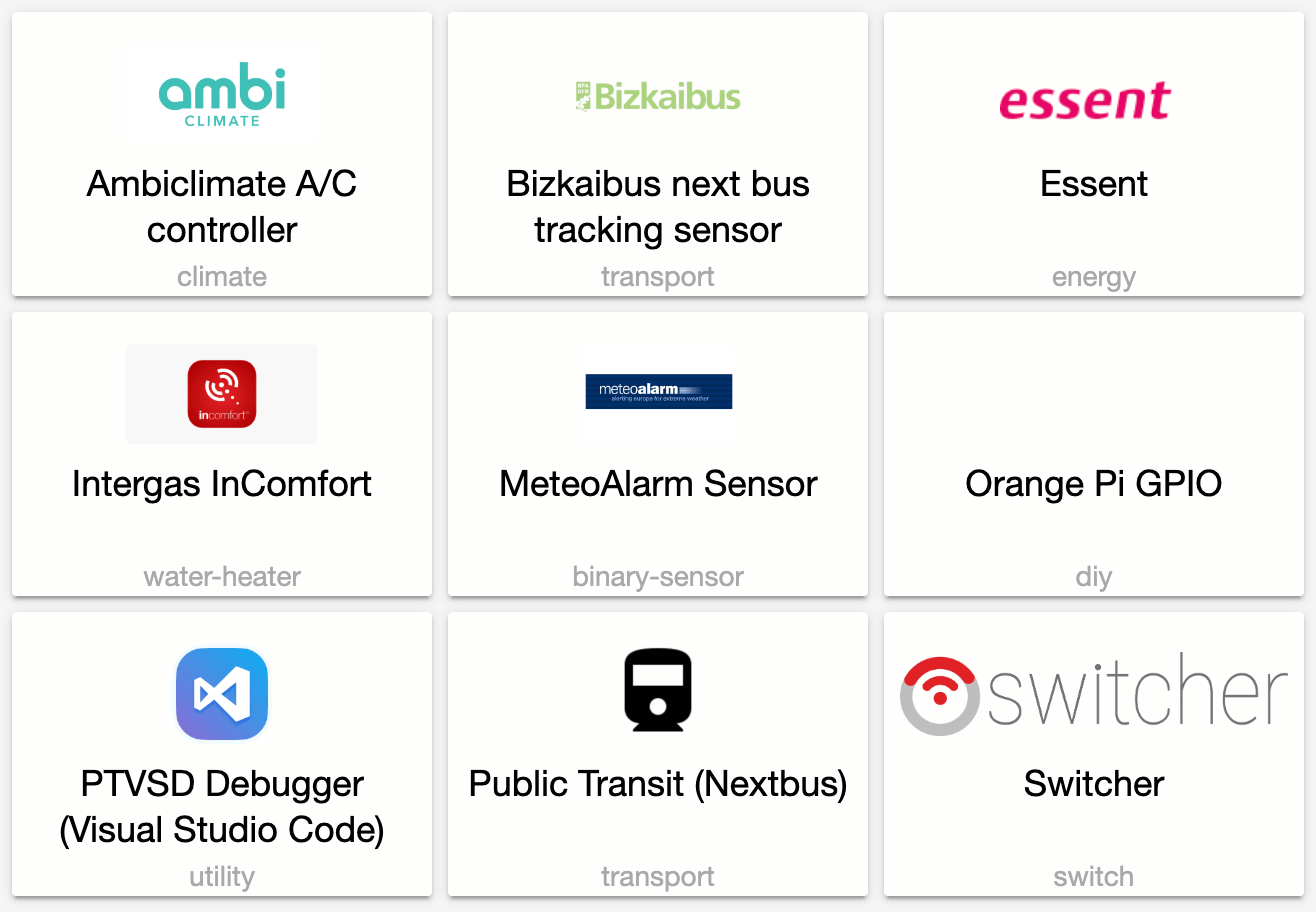 ambi
CLIMATE
Ambiclimate A/C
controller
climate
Bizkaibus
Bizkaibus next bus
tracking sensor
transport
essent
Essent
energy
incomfort
Intergas InComfort
water-heater
meteoalarm
alerting europe for extreme weather
MeteoAlarm Sensor
binary-sensor
Orange Pi GPIO
diy
PTVSD Debugger
(Visual Studio Code)
utility
Public Transit (Nextbus)
transport
switcher
Switcher
switch